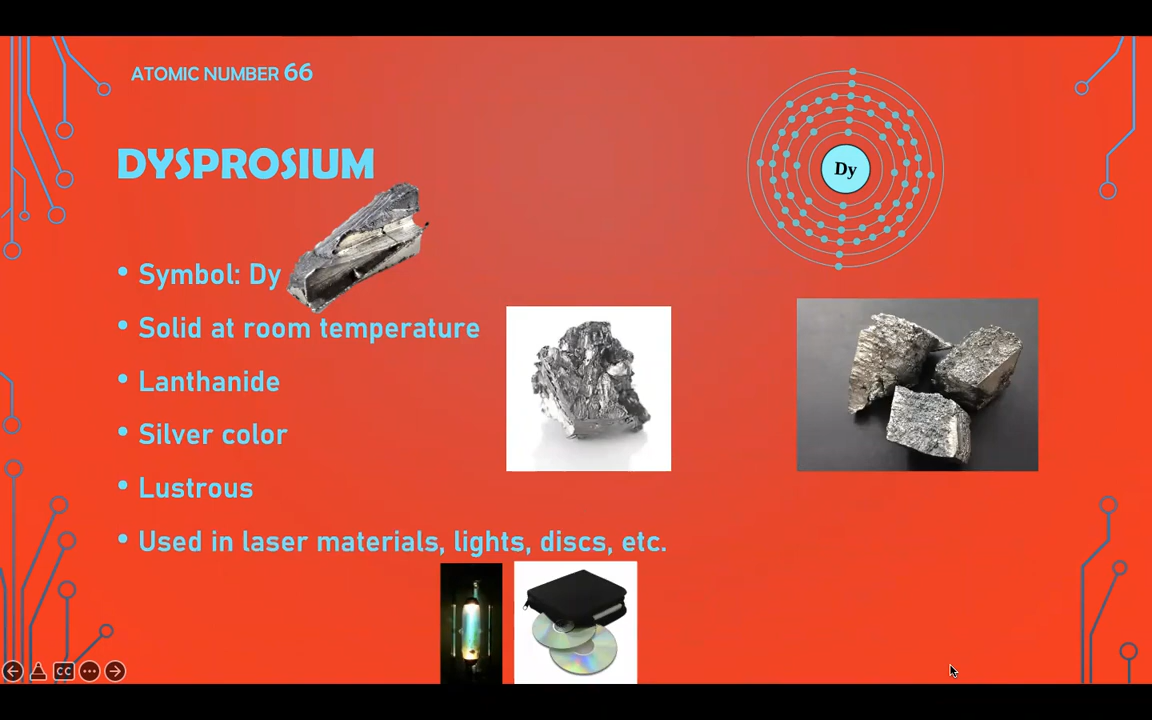 ATOMIC NUMBER 66
DYSPROSIUM
Dy
• Symbol: Dy
• Solid at room temperature
• Lanthanide
• Silver color
• Lustrous
• Used in laser materials, lights, discs, etc.
CC